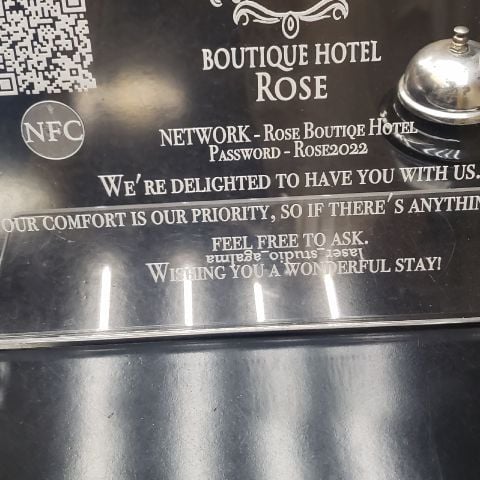 BOUTIQUE HOTEL
ROSE
NFC
NETWORK - ROSE BOUTIQE HOTEL
PASSWORD - ROSE2022
WE'RE DELIGHTED TO HAVE YOU WITH US.
OUR COMFORT IS OUR PRIORITY, SO IF THERE'S ANYTHIN
FEEL FREE TO ASK.
laser_studio_agalma
WISHING YOU A WONDERFUL STAY!